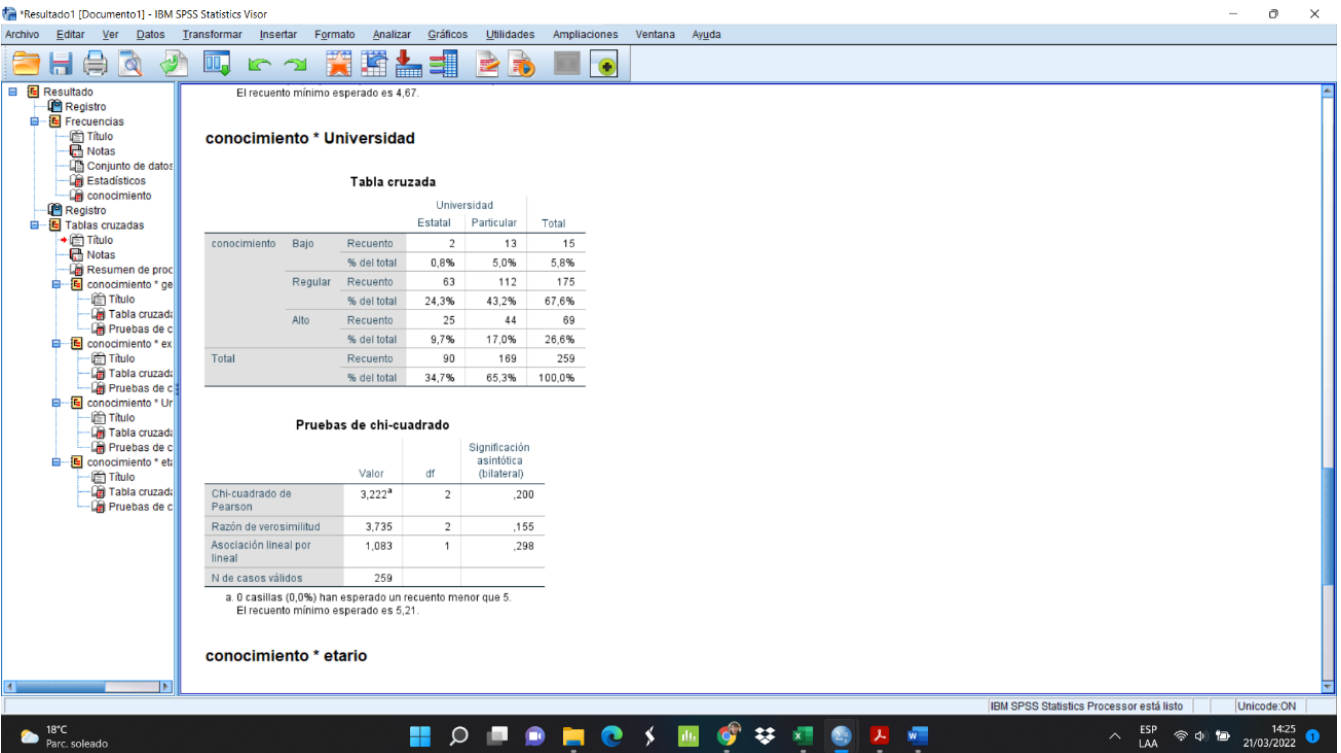 *Resultado1 [Documento1] - IBM SPSS Statistics Visor
Archivo Editar Ver Datos Transformar Insertar Formato Analizar Gráficos Utilidades Ampliaciones Ventana Ayuda
Resultado
Registro
Frecuencias
Título
Notas
Conjunto de datos
Estadísticos
conocimiento
Registro
Tablas cruzadas
Título
Notas
Resumen de proc
conocimiento * ge
Título
Tabla cruzada
Pruebas de c
conocimiento * ex
Título
Tabla cruzada
Pruebas de c
conocimiento * Un
Título
Tabla cruzada
Pruebas de c
conocimiento * eta
Título
Tabla cruzada
Pruebas de c
El recuento mínimo esperado es 4,67.
conocimiento * Universidad
Tabla cruzada
Universidad
Estatal Particular Total
conocimiento Bajo Recuento 2 13 15
% del total 0,8% 5,0% 5,8%
Regular Recuento 63 112 175
% del total 24,3% 43,2% 67,6%
Alto Recuento 25 44 69
% del total 9,7% 17,0% 26,6%
Total Recuento 90 169 259
% del total 34,7% 65,3% 100,0%
Pruebas de chi-cuadrado
Valor df Significación asintótica (bilateral)
Chi-cuadrado de Pearson 3,222a 2 ,200
Razón de verosimilitud 3,735 2 ,155
Asociación lineal por lineal 1,083 1 ,298
N de casos válidos 259
a. 0 casillas (0,0%) han esperado un recuento menor que 5.
El recuento mínimo esperado es 5,21.
conocimiento * etario
IBM SPSS Statistics Processor está listo Unicode:ON
18°C
Parc. soleado
ESP
LAA
14:25
21/03/2022
1